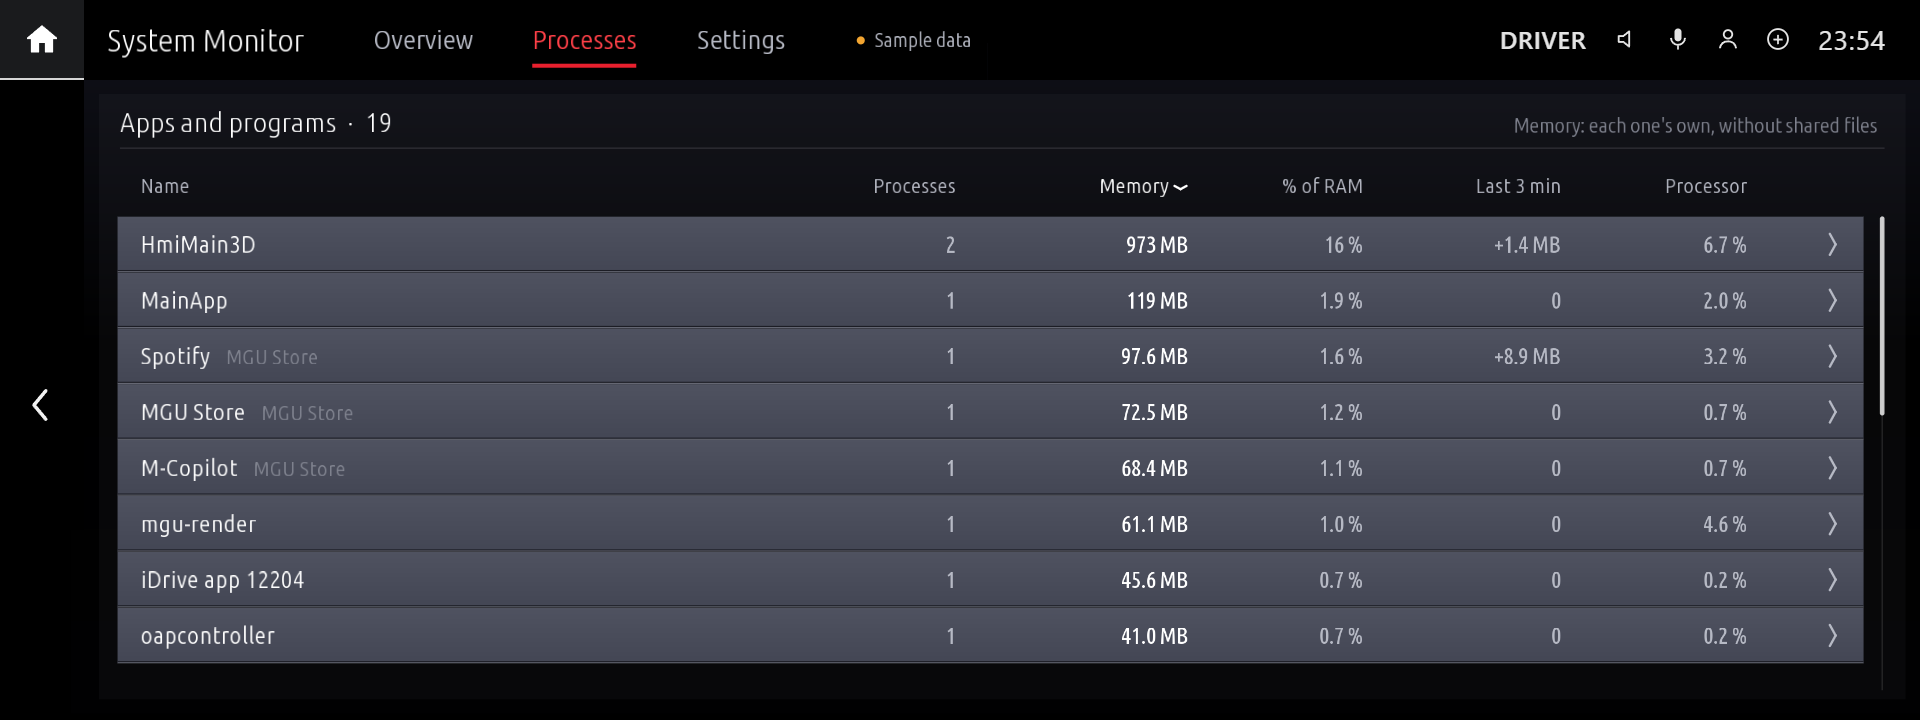 System Monitor Overview Processes Settings Sample data DRIVER 23:54
Apps and programs · 19 Memory: each one's own, without shared files
Name Processes Memory % of RAM Last 3 min Processor
HmiMain3D 2 973 MB 16 % +1.4 MB 6.7 %
MainApp 1 119 MB 1.9 % 0 2.0 %
Spotify MGU Store 1 97.6 MB 1.6 % +8.9 MB 3.2 %
MGU Store MGU Store 1 72.5 MB 1.2 % 0 0.7 %
M-Copilot MGU Store 1 68.4 MB 1.1 % 0 0.7 %
mgu-render 1 61.1 MB 1.0 % 0 4.6 %
iDrive app 12204 1 45.6 MB 0.7 % 0 0.2 %
oapcontroller 1 41.0 MB 0.7 % 0 0.2 %